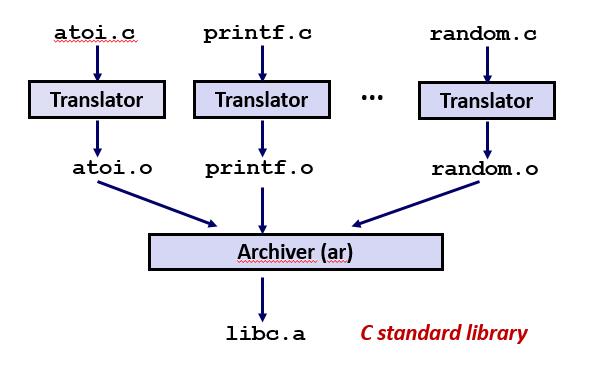 atoi.c printf.c random.c
Translator Translator ... Translator
atoi.o printf.o random.o
Archiver (ar)
libc.a C standard library